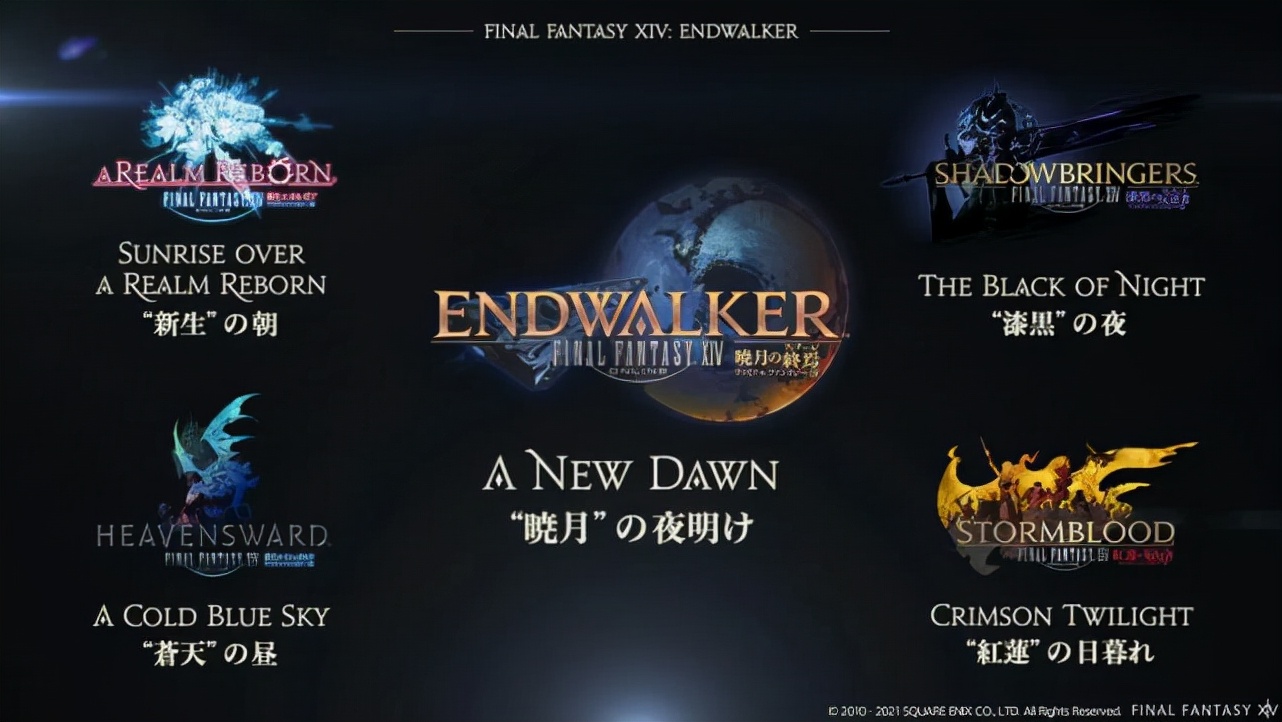 FINAL FANTASY XIV: ENDWALKER
A REALM REBORN
FINAL FANTASY XIV
SUNRISE OVER
A REALM REBORN
“新生”の朝
HEAVENSWARD
FINAL FANTASY XIV
A COLD BLUE SKY
“蒼天”の昼
ENDWALKER
FINAL FANTASY XIV 暁月の終焉
A NEW DAWN
“暁月”の夜明け
SHADOWBRINGERS
FINAL FANTASY XIV
THE BLACK OF NIGHT
“漆黒”の夜
STORMBLOOD
FINAL FANTASY XIV
CRIMSON TWILIGHT
“紅蓮”の日暮れ
© 2010 - 2021 SQUARE ENIX CO., LTD. All Rights Reserved. FINAL FANTASY XIV